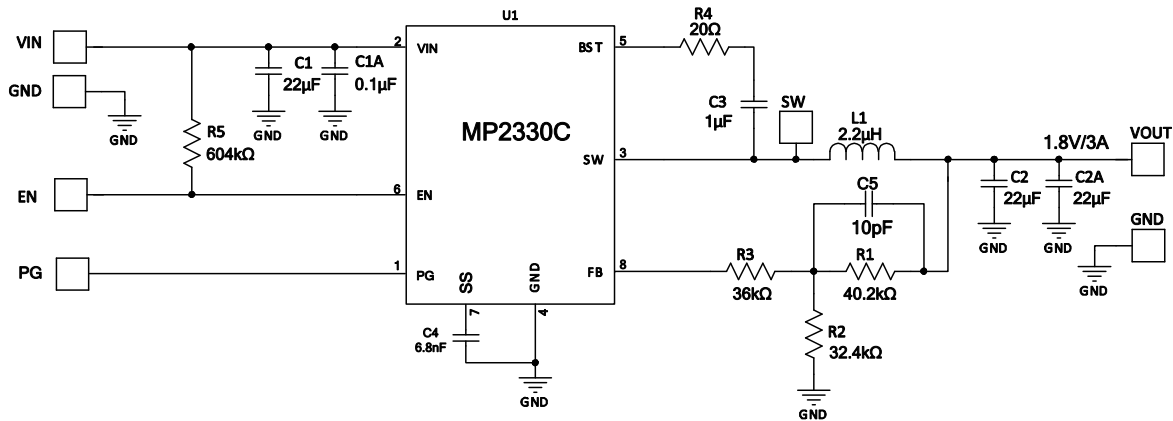 U1
R4
20Ω
VIN
2
VIN
BST
5
C1
22µF
C1A
0.1µF
GND
GND
GND
GND
R5
604kΩ
MP2330C
C3
1µF
SW
L1
2.2µH
1.8V/3A
VOUT
SW
3
C2
22µF
C2A
22µF
GND
GND
EN
6
EN
C5
10pF
GND
GND
PG
1
PG
FB
8
R3
36kΩ
R1
40.2kΩ
SS
7
GND
4
C4
6.8nF
R2
32.4kΩ
GND
GND